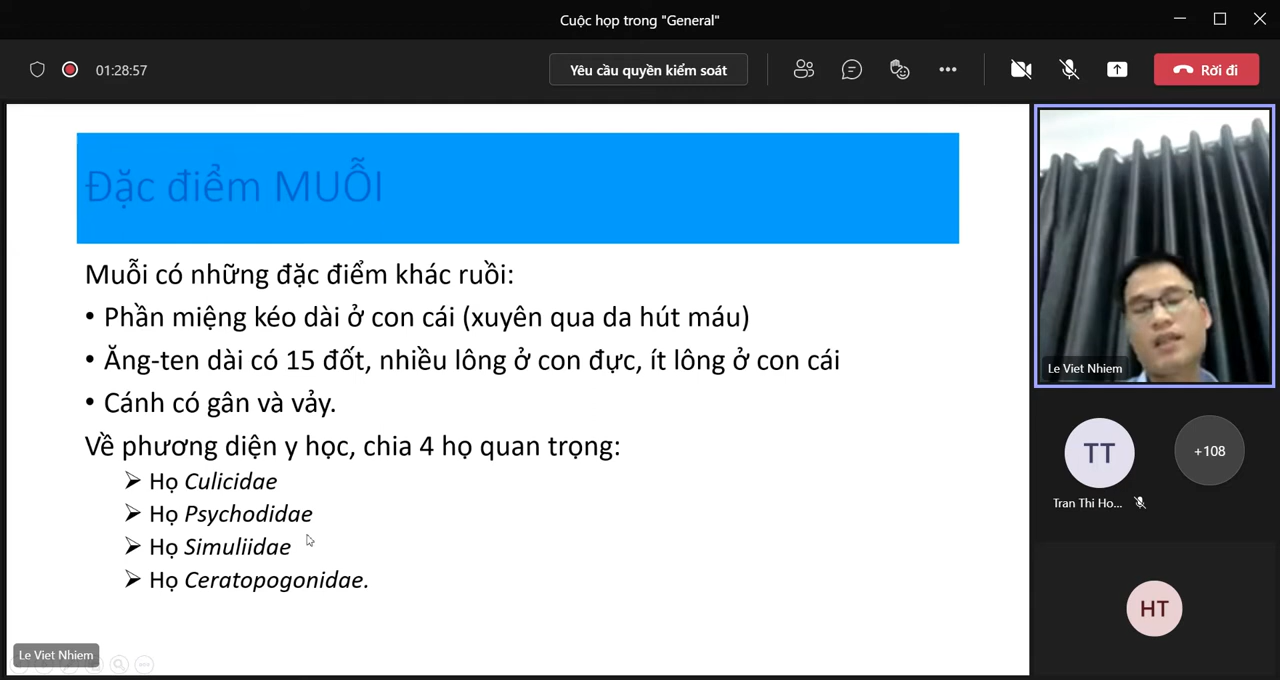 Cuộc họp trong "General"
01:28:57
Yêu cầu quyền kiểm soát
Rời đi
Đặc điểm MUỖI
Muỗi có những đặc điểm khác ruồi:
• Phần miệng kéo dài ở con cái (xuyên qua da hút máu)
• Ăng-ten dài có 15 đốt, nhiều lông ở con đực, ít lông ở con cái
• Cánh có gân và vảy.
Về phương diện y học, chia 4 họ quan trọng:
➢ Họ Culicidae
➢ Họ Psychodidae
➢ Họ Simuliidae
➢ Họ Ceratopogonidae.
Le Viet Nhiem
Le Viet Nhiem
TT
+108
Tran Thi Ho...
HT